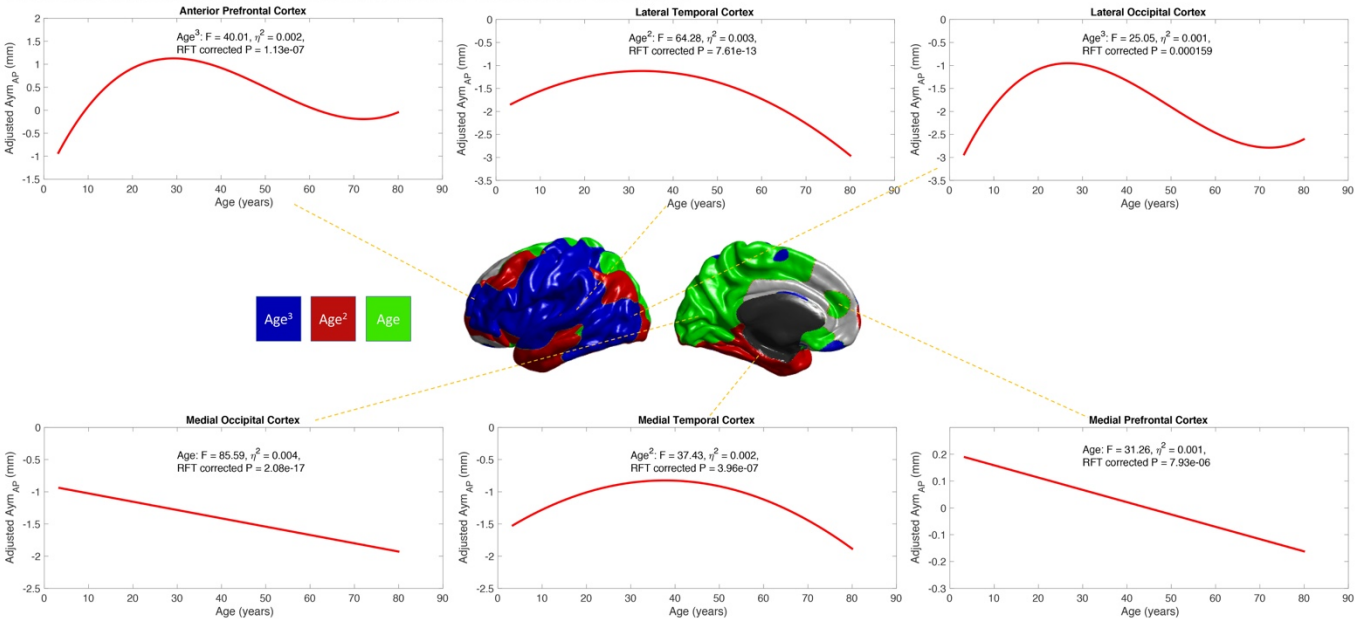 Anterior Prefrontal Cortex
Age³: F = 40.01, η² = 0.002,
RFT corrected P = 1.13e-07
Adjusted Aym_AP (mm)
2
1.5
1
0.5
0
-0.5
-1
-1.5
0 10 20 30 40 50 60 70 80 90
Age (years)
Lateral Temporal Cortex
Age²: F = 64.28, η² = 0.003,
RFT corrected P = 7.61e-13
Adjusted Aym_AP (mm)
0
-0.5
-1
-1.5
-2
-2.5
-3
-3.5
0 10 20 30 40 50 60 70 80 90
Age (years)
Lateral Occipital Cortex
Age³: F = 25.05, η² = 0.001,
RFT corrected P = 0.000159
Adjusted Aym_AP (mm)
0
-0.5
-1
-1.5
-2
-2.5
-3
-3.5
0 10 20 30 40 50 60 70 80 90
Age (years)
Age³ Age² Age
Medial Occipital Cortex
Age: F = 85.59, η² = 0.004,
RFT corrected P = 2.08e-17
Adjusted Aym_AP (mm)
0
-0.5
-1
-1.5
-2
-2.5
0 10 20 30 40 50 60 70 80 90
Age (years)
Medial Temporal Cortex
Age²: F = 37.43, η² = 0.002,
RFT corrected P = 3.96e-07
Adjusted Aym_AP (mm)
0
-0.5
-1
-1.5
-2
-2.5
0 10 20 30 40 50 60 70 80 90
Age (years)
Medial Prefrontal Cortex
Age: F = 31.26, η² = 0.001,
RFT corrected P = 7.93e-06
Adjusted Aym_AP (mm)
0.3
0.2
0.1
0
-0.1
-0.2
-0.3
0 10 20 30 40 50 60 70 80 90
Age (years)